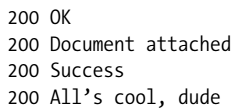 200 OK
200 Document attached
200 Success
200 All's cool, dude